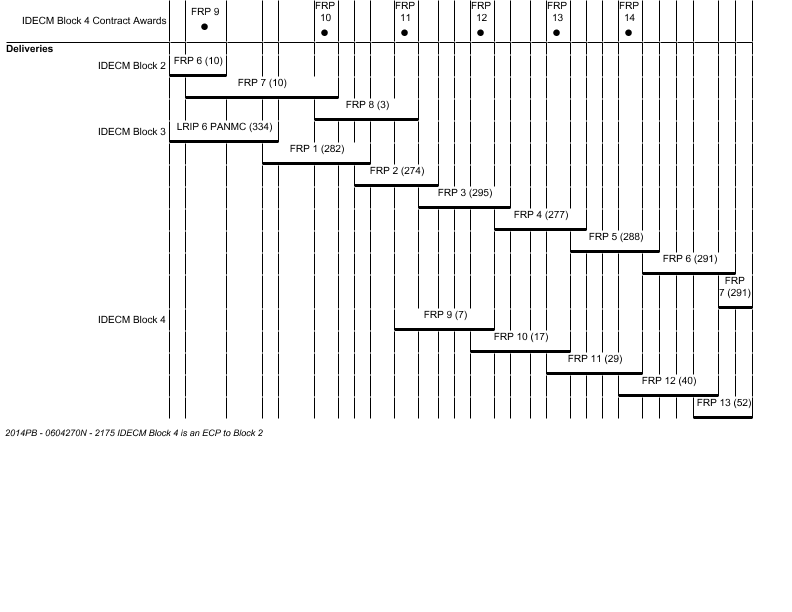 IDECM Block 4 Contract Awards
FRP 9
FRP
10
FRP
11
FRP
12
FRP
13
FRP
14
Deliveries
IDECM Block 2
FRP 6 (10)
FRP 7 (10)
FRP 8 (3)
IDECM Block 3
LRIP 6 PANMC (334)
FRP 1 (282)
FRP 2 (274)
FRP 3 (295)
FRP 4 (277)
FRP 5 (288)
FRP 6 (291)
FRP
7 (291)
IDECM Block 4
FRP 9 (7)
FRP 10 (17)
FRP 11 (29)
FRP 12 (40)
FRP 13 (52)
2014PB - 0604270N - 2175 IDECM Block 4 is an ECP to Block 2